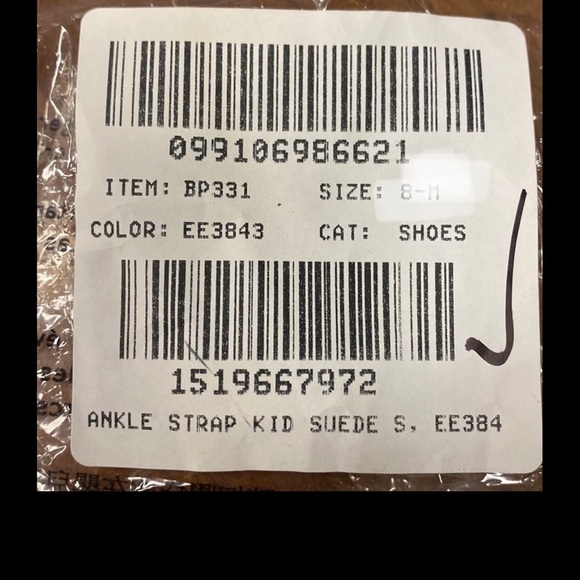 099106986621
ITEM: BP331 SIZE: 8-M
COLOR: EE3843 CAT: SHOES
1519667972
ANKLE STRAP KID SUEDE S, EE384